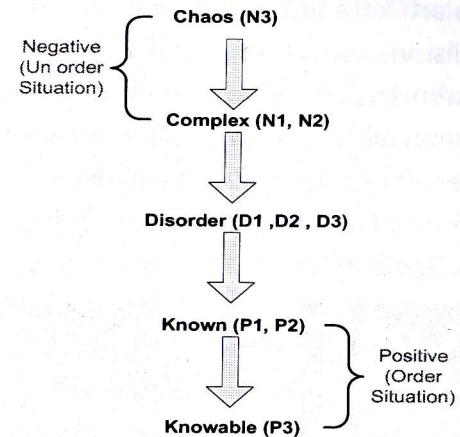 Chaos (N3)
Negative
(Un order
Situation)
Complex (N1, N2)
Disorder (D1 ,D2 , D3)
Known (P1, P2)
Positive
(Order
Situation)
Knowable (P3)